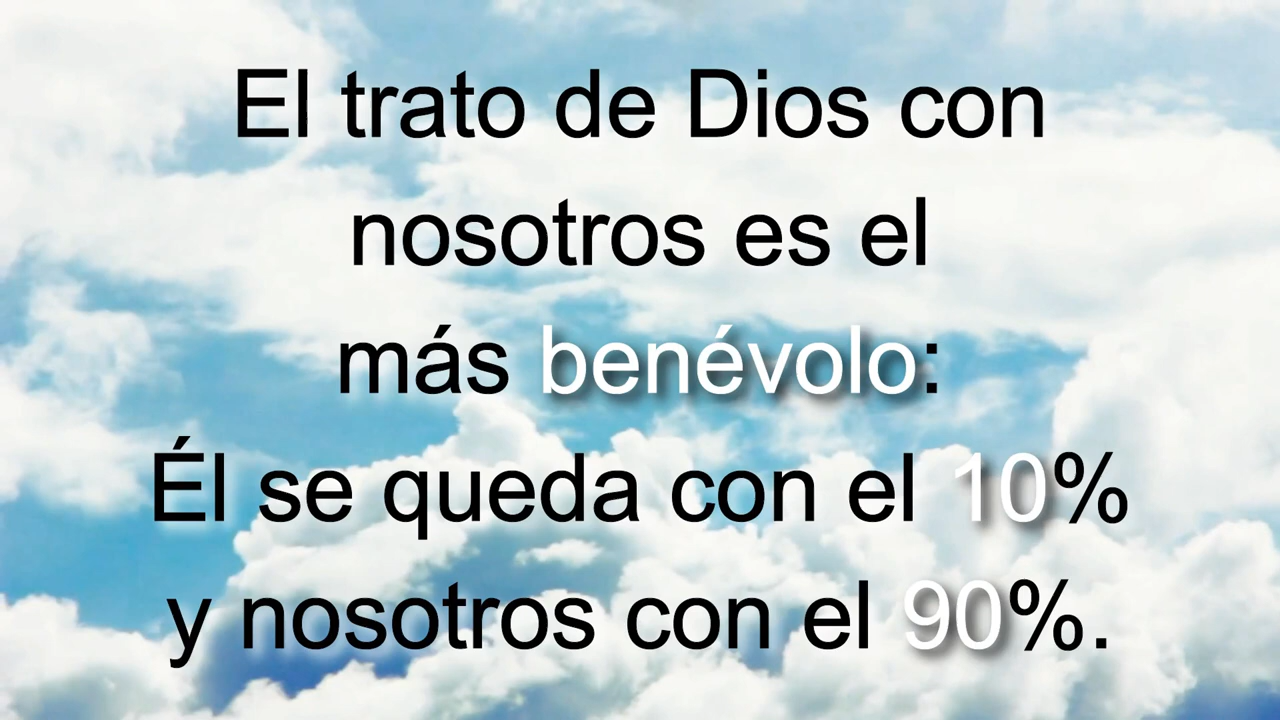 El trato de Dios con
nosotros es el
más benévolo:
Él se queda con el 10%
y nosotros con el 90%.